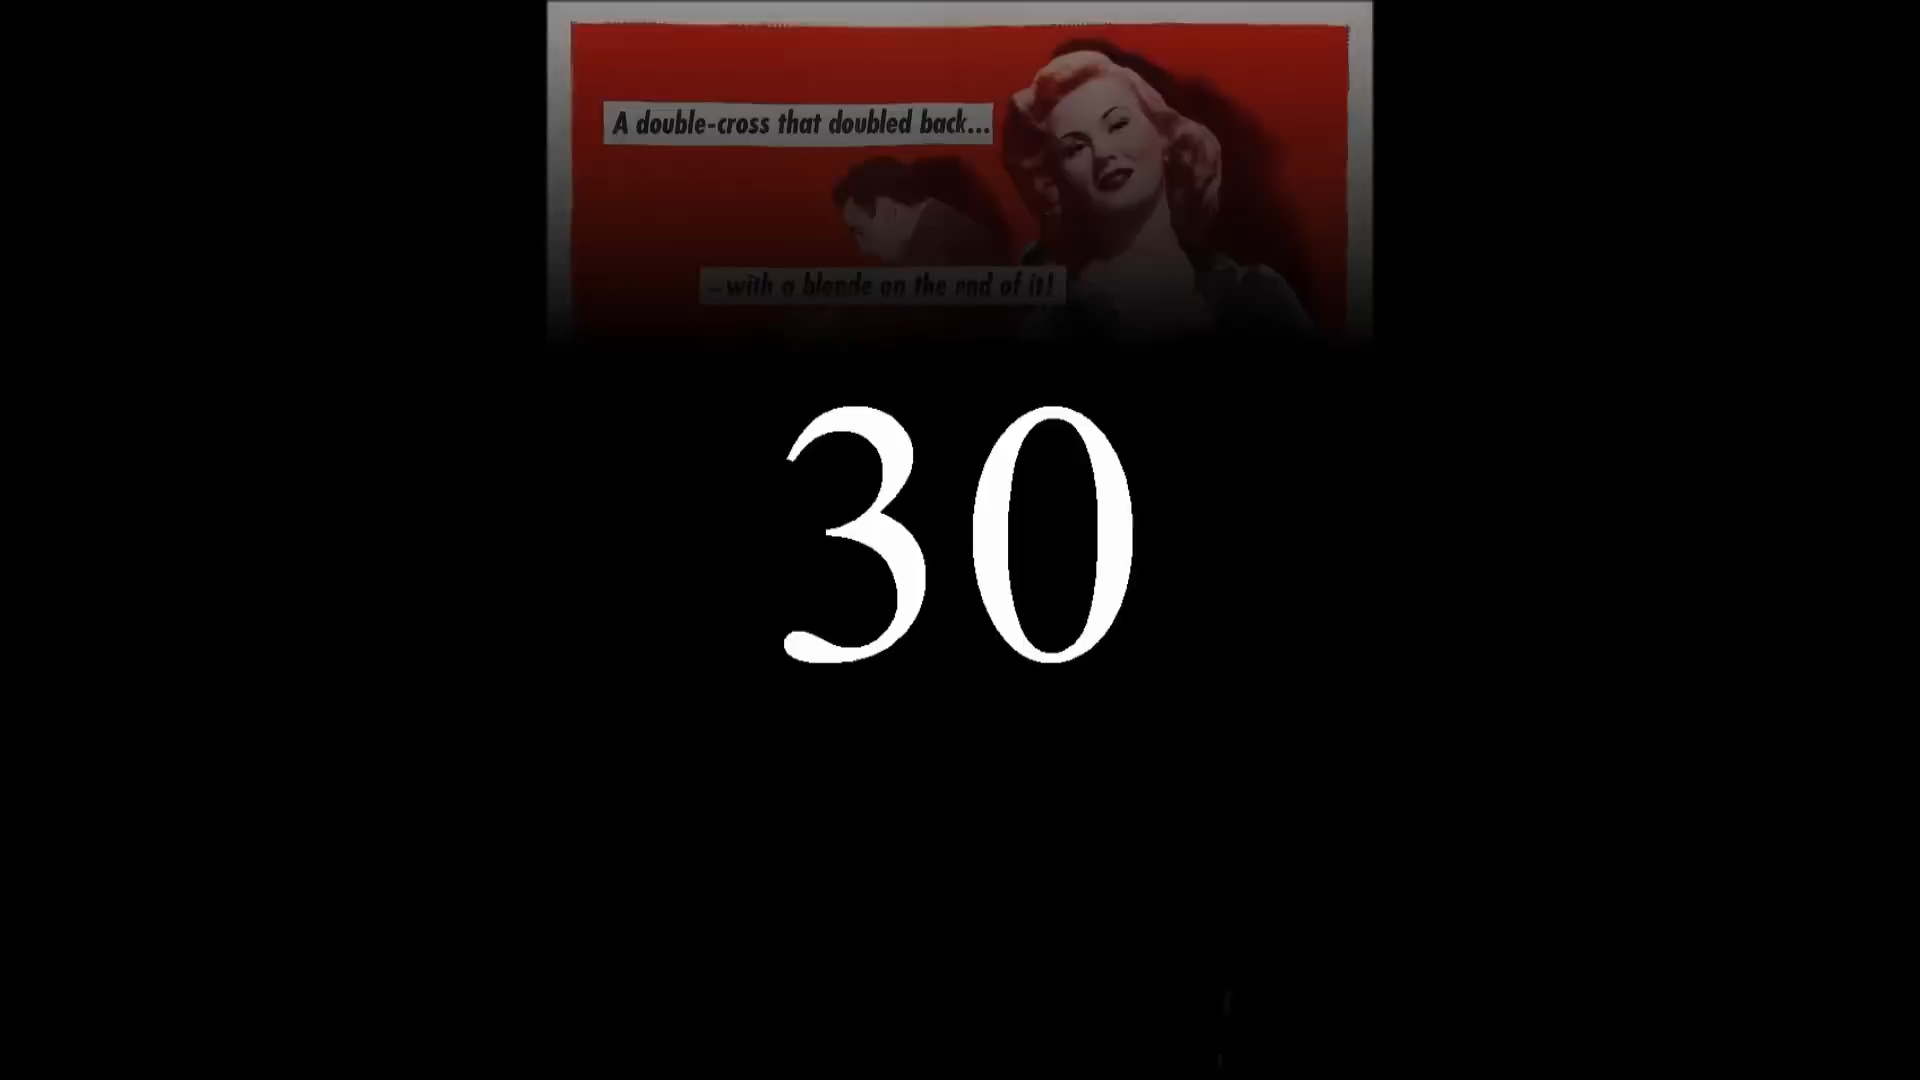 A double-cross that doubled back...
—with a blonde on the end of it!
30